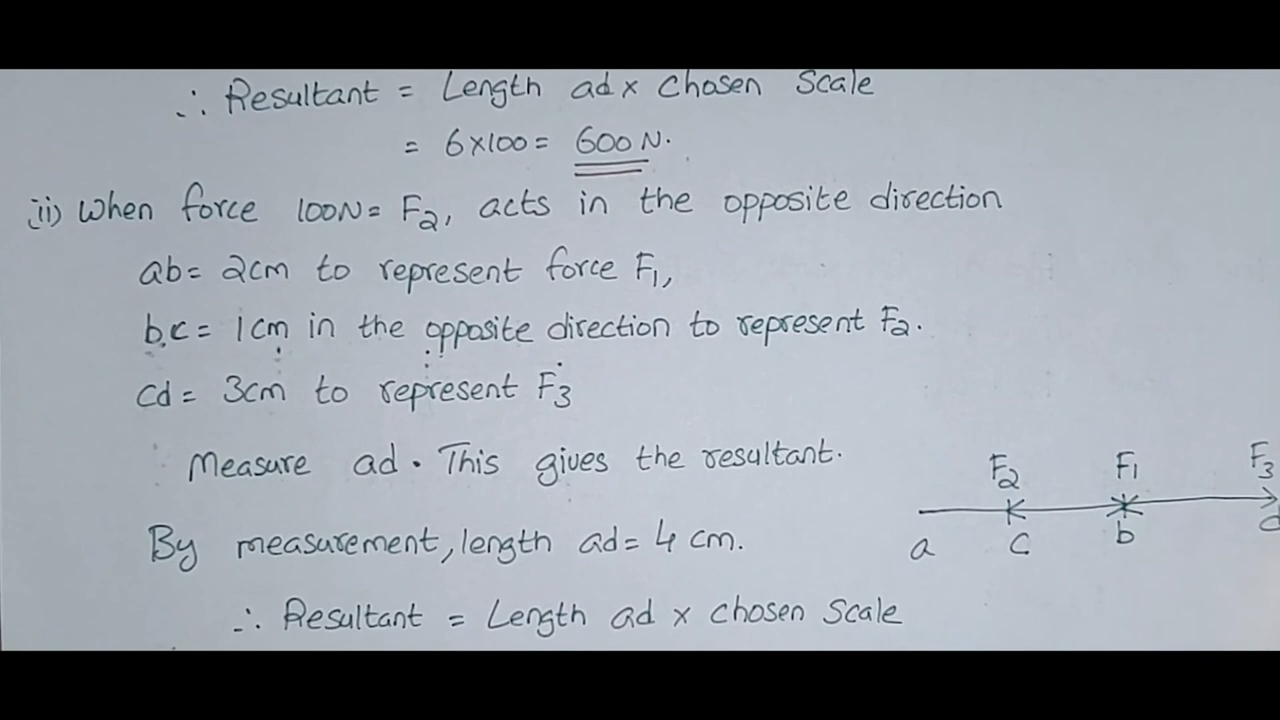 ∴ Resultant = Length ad x Chosen Scale
= 6×100 = 600 N.
(ii) When force 100N = F2, acts in the opposite direction
ab = 2cm to represent force F1,
bc = 1cm in the opposite direction to represent F2.
cd = 3cm to represent F3
Measure ad. This gives the resultant.
F2 F1 F3
a c b d
By measurement, length ad = 4 cm.
∴ Resultant = Length ad x chosen Scale